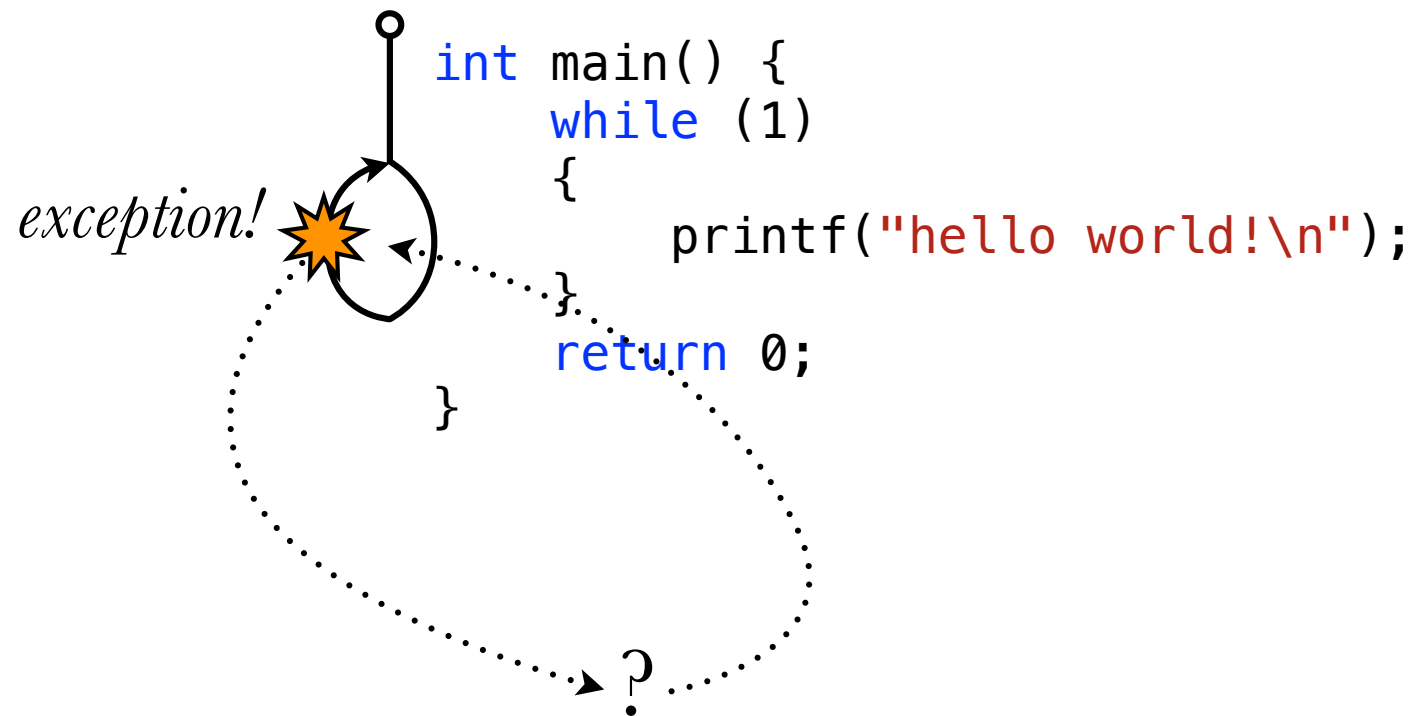 int main() {
while (1)
{
exception!
printf("hello world!\n");
}
return 0;
}
?